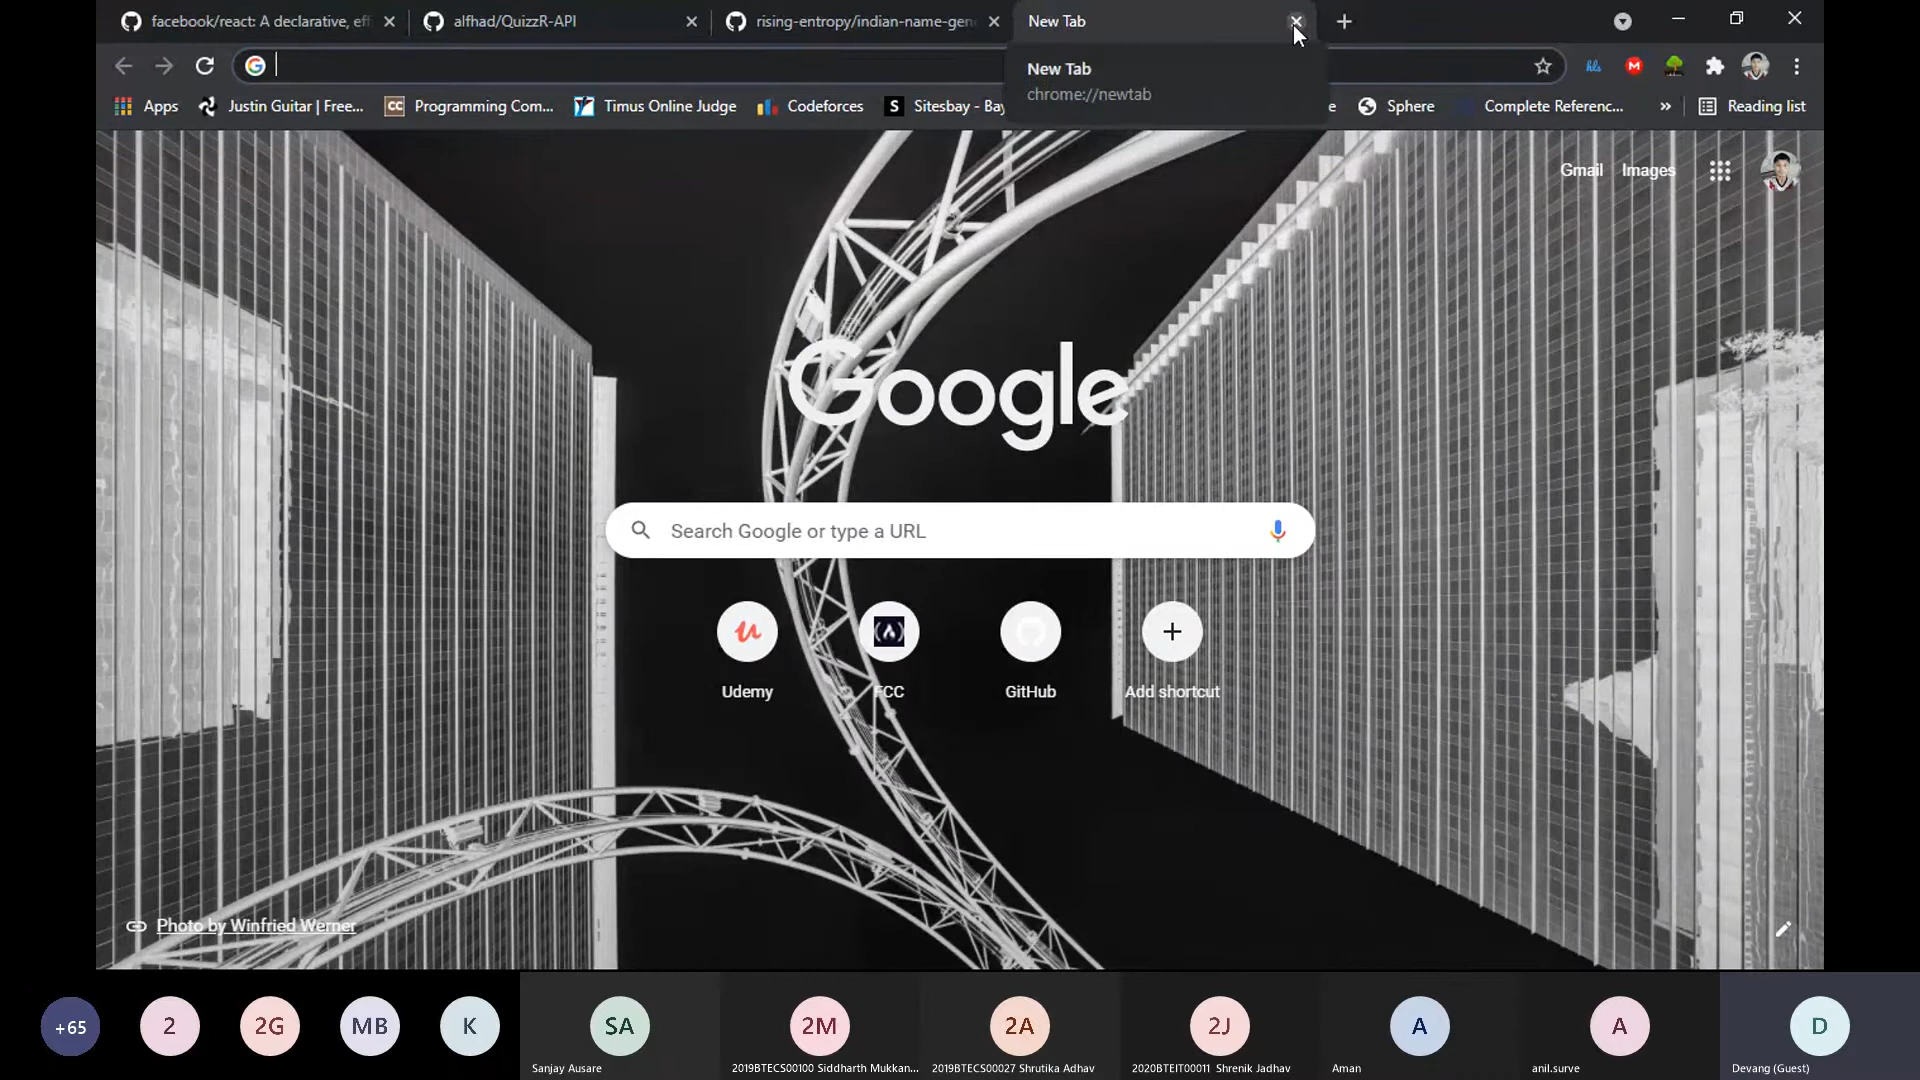 facebook/react: A declarative, eff
alfhad/QuizzR-API
rising-entropy/indian-name-gen
New Tab
New Tab
chrome://newtab
Apps
Justin Guitar | Free...
CC Programming Com...
Timus Online Judge
Codeforces
S Sitesbay - Bay
e
Sphere
Complete Referenc...
»
Reading list
Gmail
Images
Google
Search Google or type a URL
Udemy
FCC
GitHub
Add shortcut
Photo by Winfried Werner
+65
2
2G
MB
K
SA
2M
2A
2J
A
A
D
Sanjay Ausare
2019BTECS00100 Siddharth Mukkan...
2019BTECS00027 Shrutika Adhav
2020BTEIT00011 Shrenik Jadhav
Aman
anil.surve
Devang (Guest)